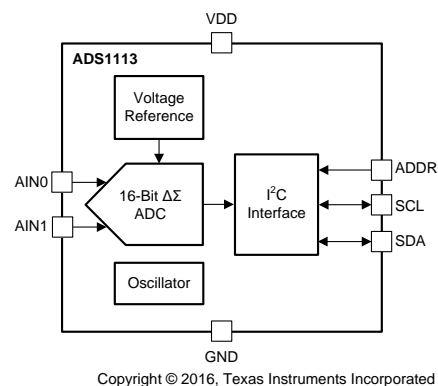 VDD
ADS1113
Voltage
Reference
AIN0
16-Bit ΔΣ
ADC
AIN1
I²C
Interface
ADDR
SCL
SDA
Oscillator
GND
Copyright © 2016, Texas Instruments Incorporated